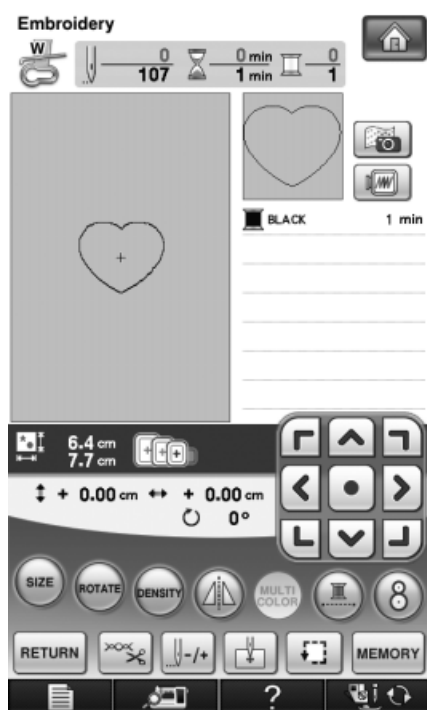 Embroidery
W
0 0 min 0
107 1 min 1
BLACK 1 min
6.4 cm
7.7 cm
+ 0.00 cm + 0.00 cm
0°
SIZE ROTATE DENSITY MULTI COLOR 8
RETURN -/+ MEMORY
? i